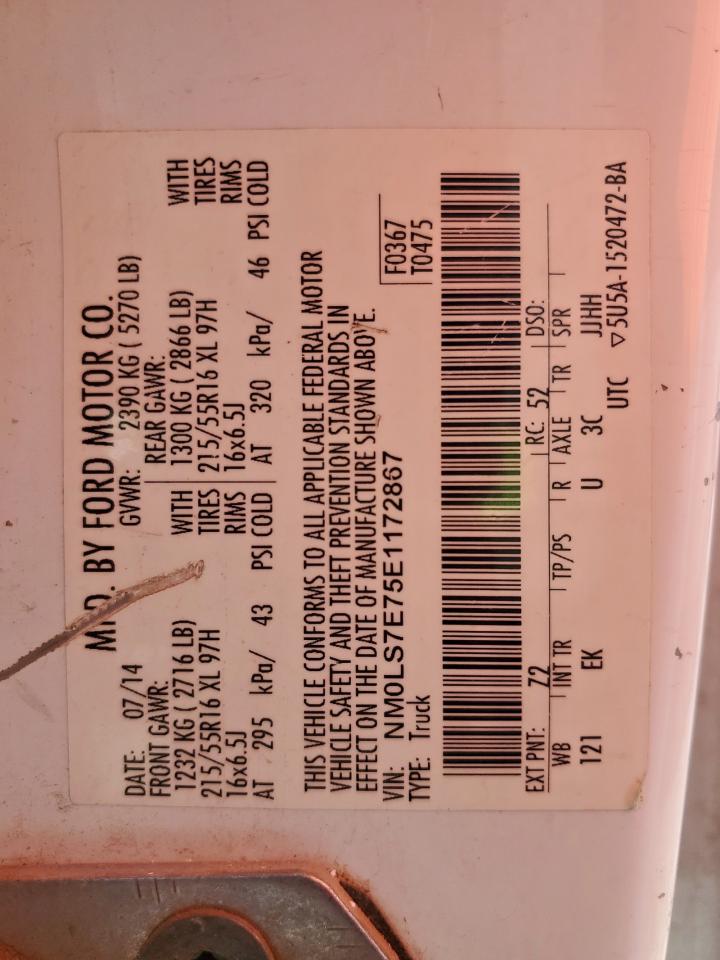 MFD. BY FORD MOTOR CO.
DATE: 07/14 GVWR: 2390 KG ( 5270 LB)
FRONT GAWR: REAR GAWR:
1232 KG ( 2716 LB) WITH 1300 KG ( 2866 LB) WITH
215/55R16 XL 97H TIRES 215/55R16 XL 97H TIRES
16x6.5J RIMS 16x6.5J RIMS
AT 295 kPa/ 43 PSI COLD AT 320 kPa/ 46 PSI COLD
THIS VEHICLE CONFORMS TO ALL APPLICABLE FEDERAL MOTOR
VEHICLE SAFETY AND THEFT PREVENTION STANDARDS IN
EFFECT ON THE DATE OF MANUFACTURE SHOWN ABOVE.
VIN: NM0LS7E75E1172867 F0367
TYPE: Truck T0475
EXT PNT: Z2 RC: 52 DSO:
WB INT TR TP/PS R AXLE TR SPR
121 EK U 3C JJHH
UTC ▽5U5A-1520472-BA